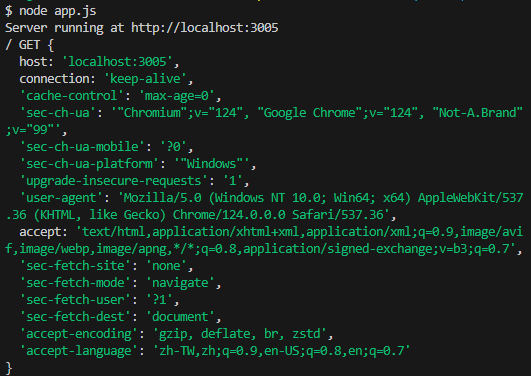 $ node app.js
Server running at http://localhost:3005
/ GET {
  host: 'localhost:3005',
  connection: 'keep-alive',
  'cache-control': 'max-age=0',
  'sec-ch-ua': '"Chromium";v="124", "Google Chrome";v="124", "Not-A.Brand"
;v="99"',
  'sec-ch-ua-mobile': '?0',
  'sec-ch-ua-platform': '"Windows"',
  'upgrade-insecure-requests': '1',
  'user-agent': 'Mozilla/5.0 (Windows NT 10.0; Win64; x64) AppleWebKit/537
.36 (KHTML, like Gecko) Chrome/124.0.0.0 Safari/537.36',
  accept: 'text/html,application/xhtml+xml,application/xml;q=0.9,image/avi
f,image/webp,image/apng,*/*;q=0.8,application/signed-exchange;v=b3;q=0.7',
  'sec-fetch-site': 'none',
  'sec-fetch-mode': 'navigate',
  'sec-fetch-user': '?1',
  'sec-fetch-dest': 'document',
  'accept-encoding': 'gzip, deflate, br, zstd',
  'accept-language': 'zh-TW,zh;q=0.9,en-US;q=0.8,en;q=0.7'
}